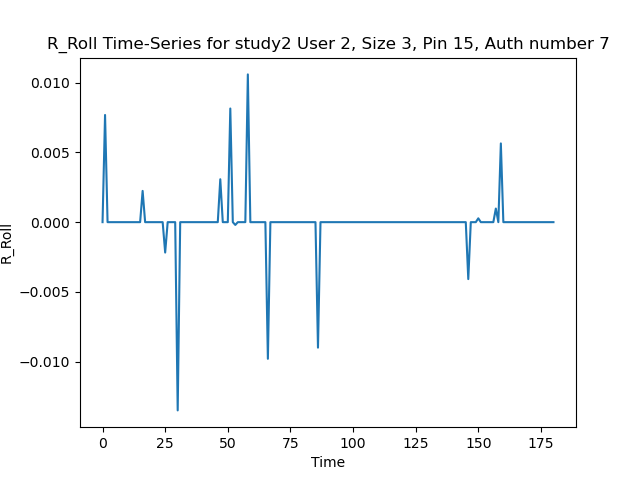 R_Roll Time-Series for study2 User 2, Size 3, Pin 15, Auth number 7
0.010
0.005
0.000
−0.005
−0.010
R_Roll
0 25 50 75 100 125 150 175
Time